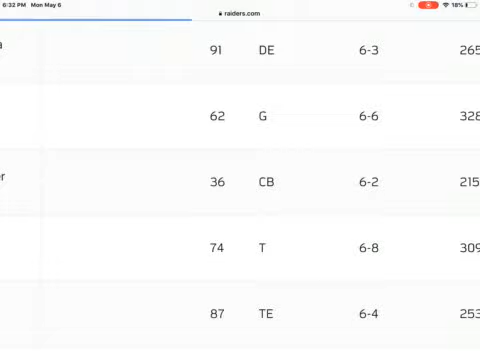 6:32 PM Mon May 6
18%
raiders.com
a 91 DE 6-3 265
62 G 6-6 328
er 36 CB 6-2 215
74 T 6-8 309
87 TE 6-4 253